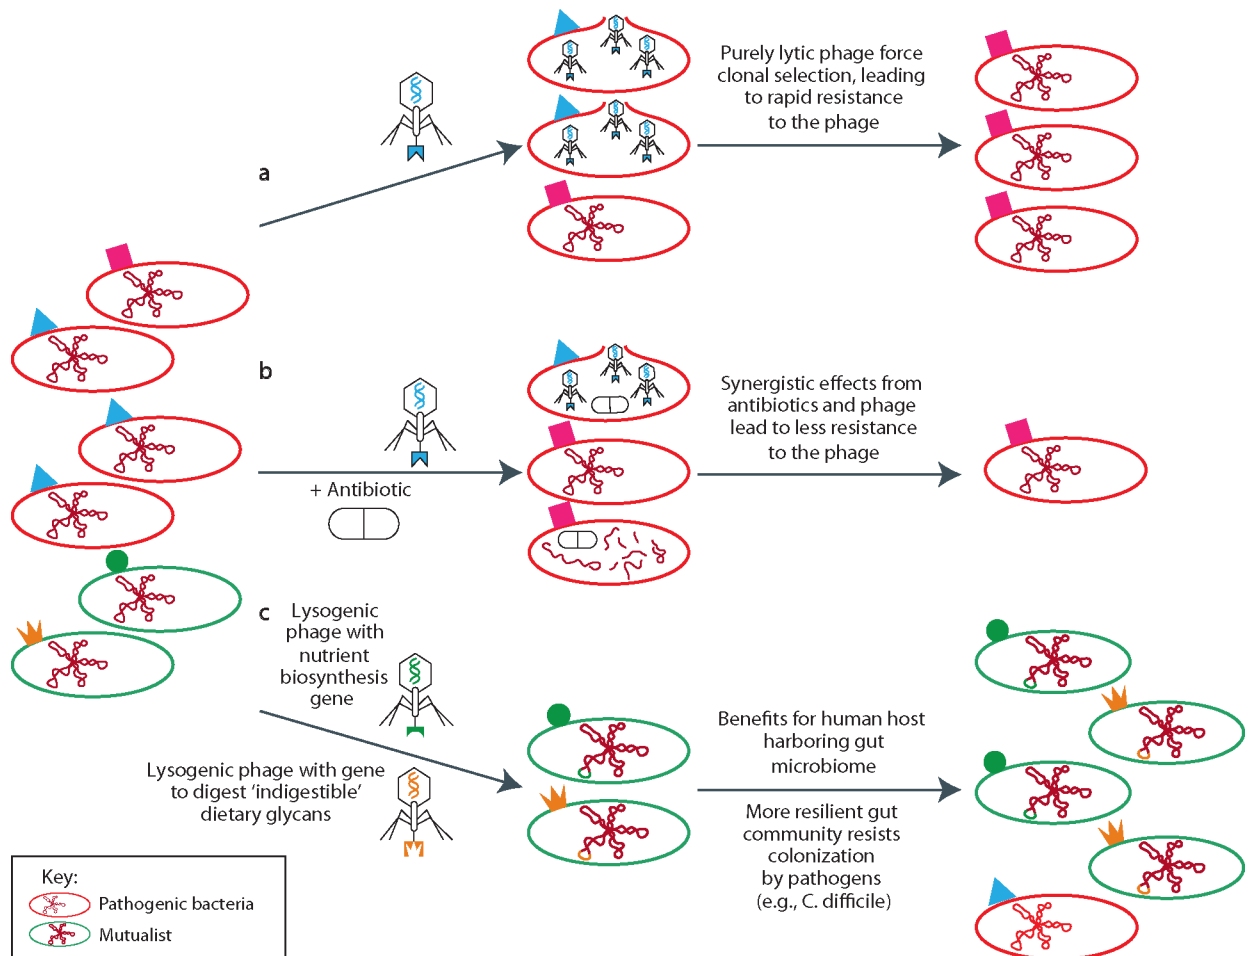 a
Purely lytic phage force
clonal selection, leading
to rapid resistance
to the phage
b
+ Antibiotic
Synergistic effects from
antibiotics and phage
lead to less resistance
to the phage
c
Lysogenic
phage with
nutrient
biosynthesis
gene
Lysogenic phage with gene
to digest 'indigestible'
dietary glycans
Benefits for human host
harboring gut
microbiome
More resilient gut
community resists
colonization
by pathogens
(e.g., C. difficile)
Key:
Pathogenic bacteria
Mutualist